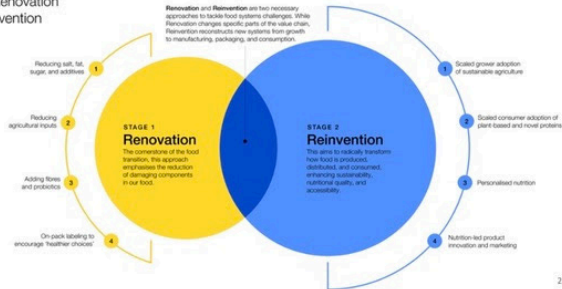 enovation
vention
Renovation and Reinvention are two necessary
approaches to tackle food systems challenges. While
Renovation changes specific parts of the value chain,
Reinvention reconstructs new systems from growth
to manufacturing, packaging, and consumption.
Reducing salt, fat,
sugar, and additives
1
Reducing
agricultural inputs
2
Adding fibres
and probiotics
3
On-pack labeling to
encourage 'healthier choices'
4
STAGE 1
Renovation
The cornerstone of the food
transition, this approach
emphasises the reduction
of damaging components
in our food.
STAGE 2
Reinvention
This aims to radically transform
how food is produced,
distributed, and consumed,
enhancing sustainability,
nutritional quality, and
accessibility.
1
Scaled grower adoption
of sustainable agriculture
2
Scaled consumer adoption of
plant-based and novel proteins
3
Personalised nutrition
4
Nutrition-led product
innovation and marketing
2